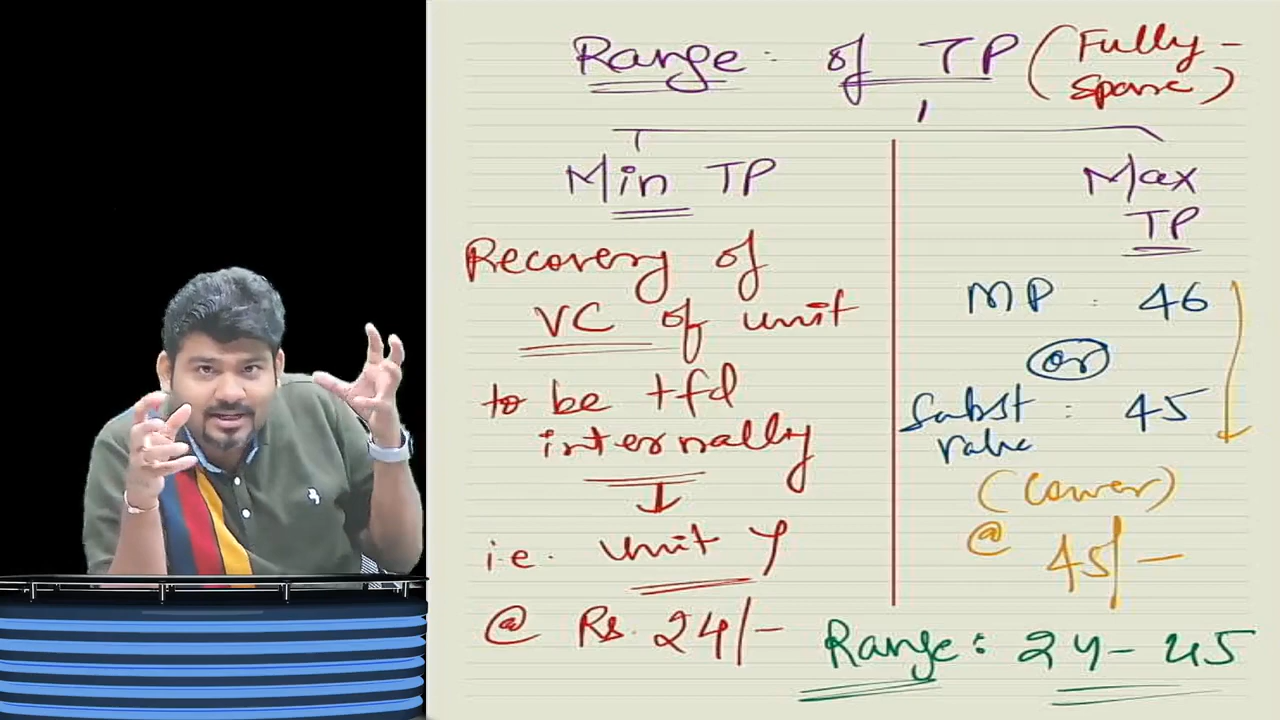 Range: of TP (Fully-
Spare)
Min TP
Recovery of
VC of unit
to be tfd
internally
i.e. unit Y
@ Rs. 24/-
Max
TP
MP : 46
or
Subst : 45
value
(Lower)
@ 45/-
Range: 24-45